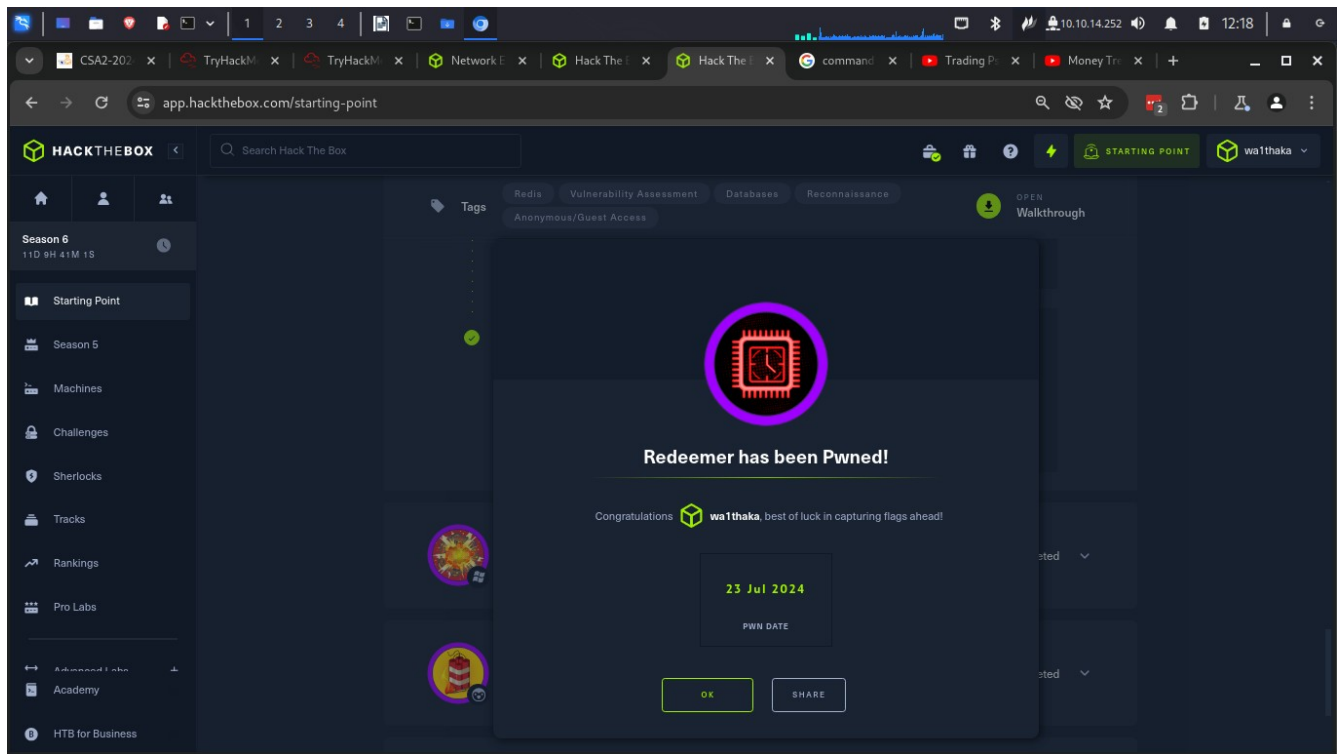 1 2 3 4 10.10.14.252 12:18
CSA2-202 TryHackM TryHackM Network E Hack The Hack The command Trading P Money Tre
app.hackthebox.com/starting-point 2
HACKTHEBOX Search Hack The Box STARTING POINT wa1thaka
Season 6
11D 9H 41M 1S
Starting Point
Season 5
Machines
Challenges
Sherlocks
Tracks
Rankings
Pro Labs
Advanced Labs
Academy
HTB for Business
Tags
Redis Vulnerability Assessment Databases Reconnaissance
Anonymous/Guest Access
OPEN
Walkthrough
Redeemer has been Pwned!
Congratulations wa1thaka, best of luck in capturing flags ahead!
23 Jul 2024
PWN DATE
OK SHARE
eted
eted